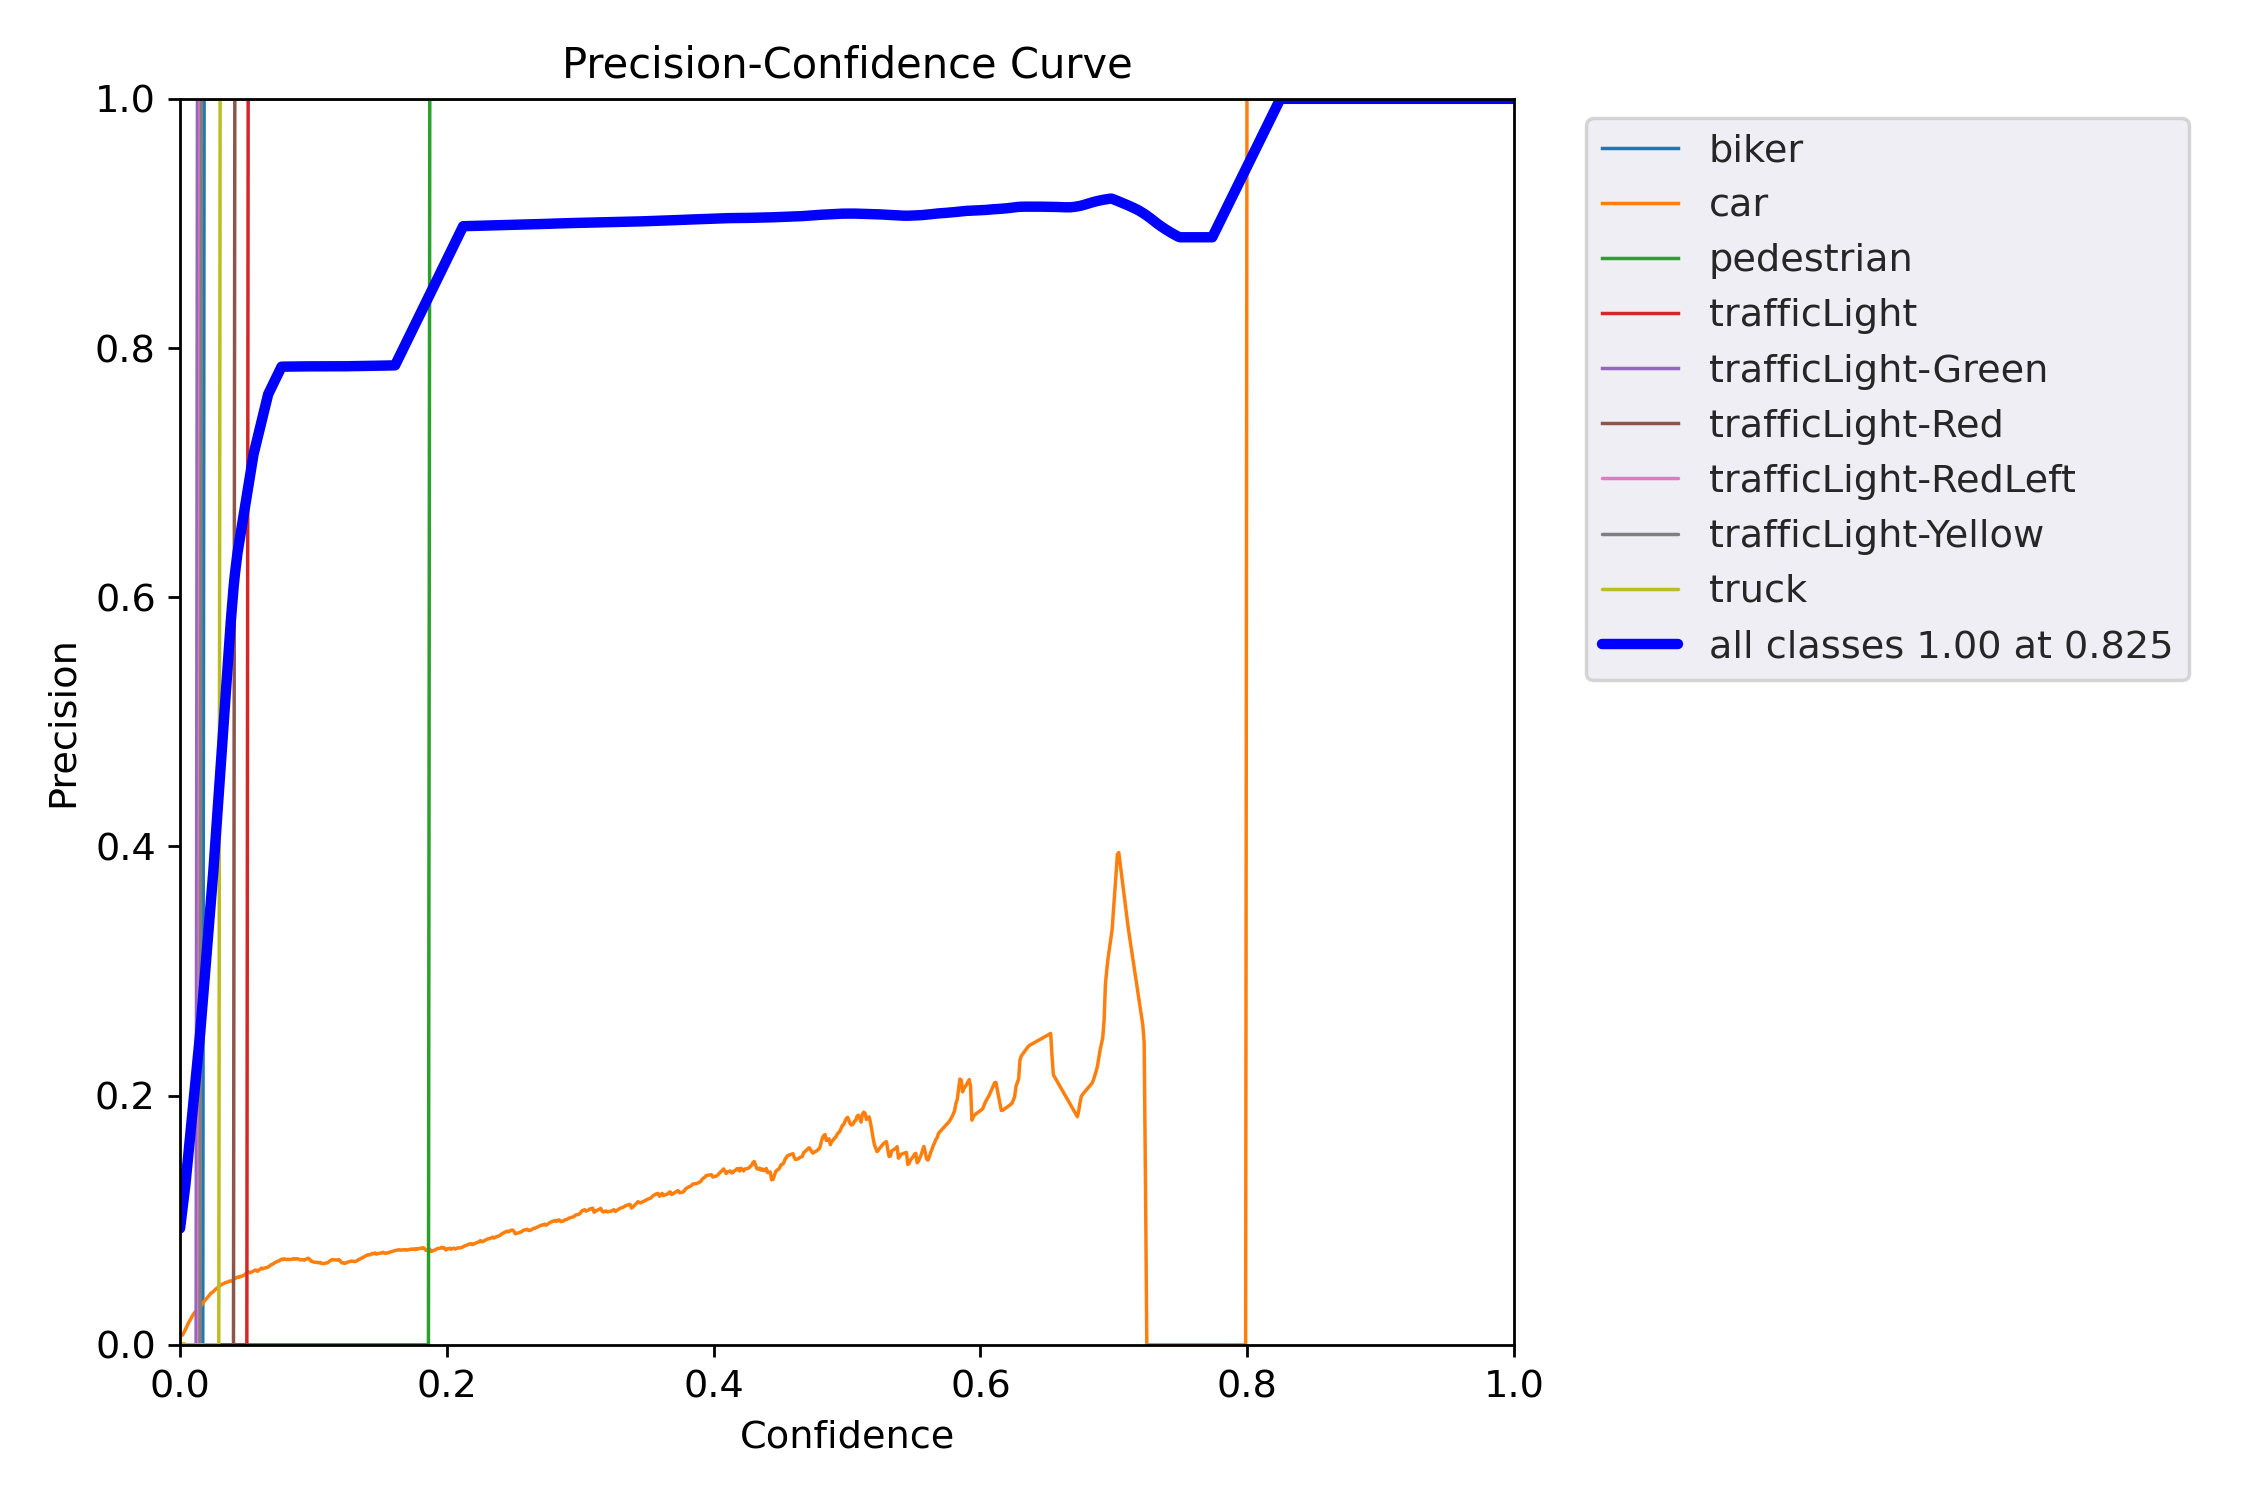 Precision-Confidence Curve
1.0
0.8
0.6
0.4
0.2
0.0
Precision
0.0 0.2 0.4 0.6 0.8 1.0
Confidence
biker
car
pedestrian
trafficLight
trafficLight-Green
trafficLight-Red
trafficLight-RedLeft
trafficLight-Yellow
truck
all classes 1.00 at 0.825